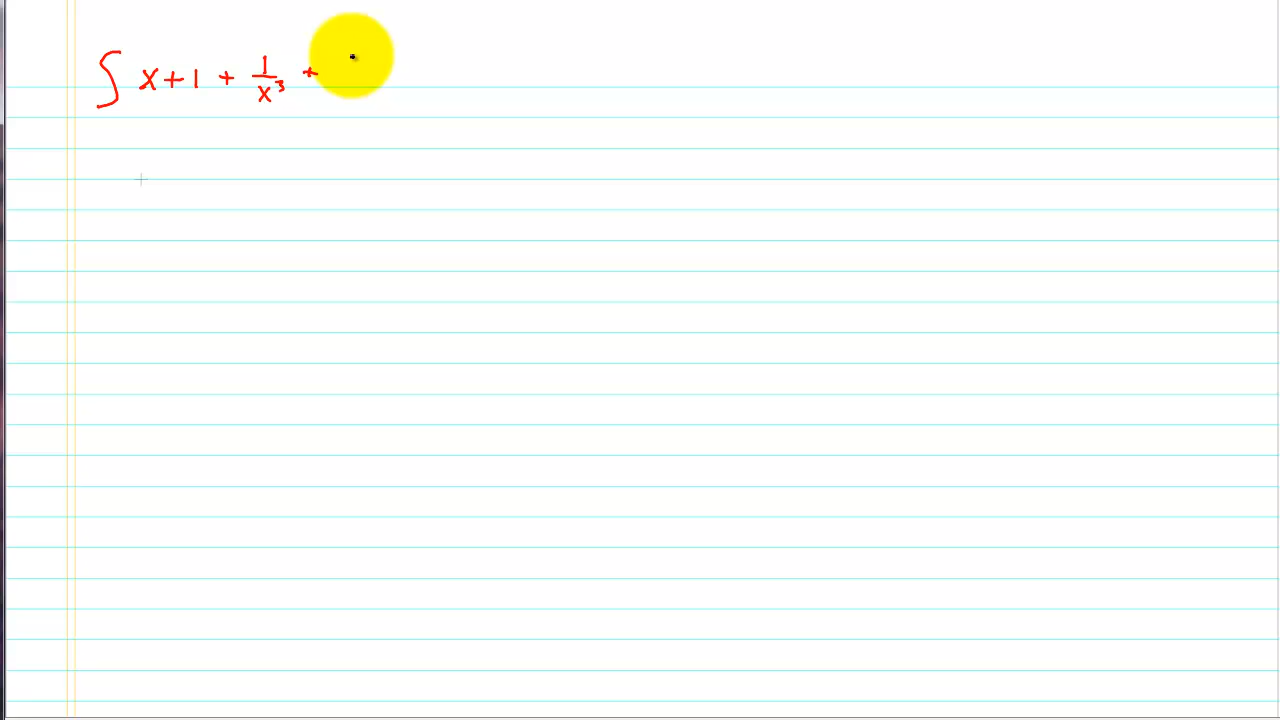 ∫ x + 1 + 1/x³ +